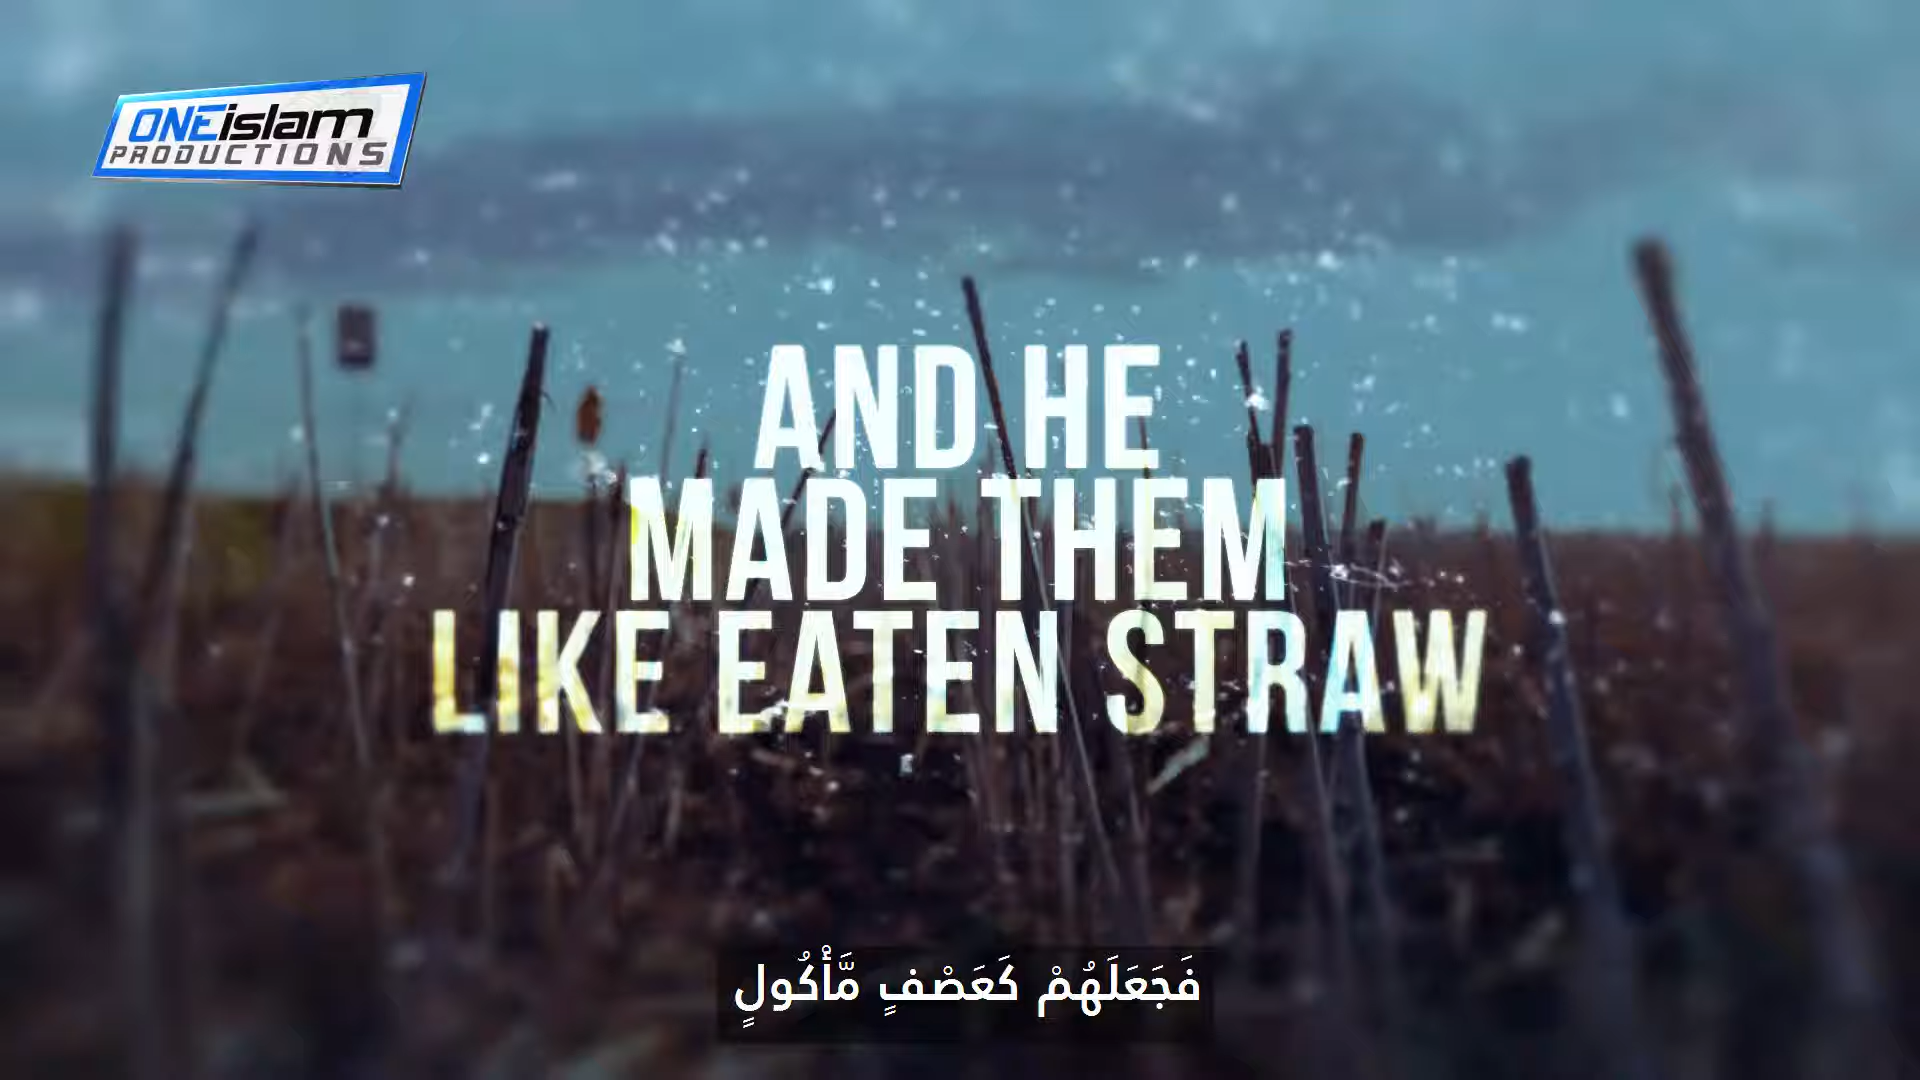 ONEislam
PRODUCTIONS
AND HE
MADE THEM
LIKE EATEN STRAW
فَجَعَلَهُمْ كَعَصْفٍ مَّأْكُولٍ